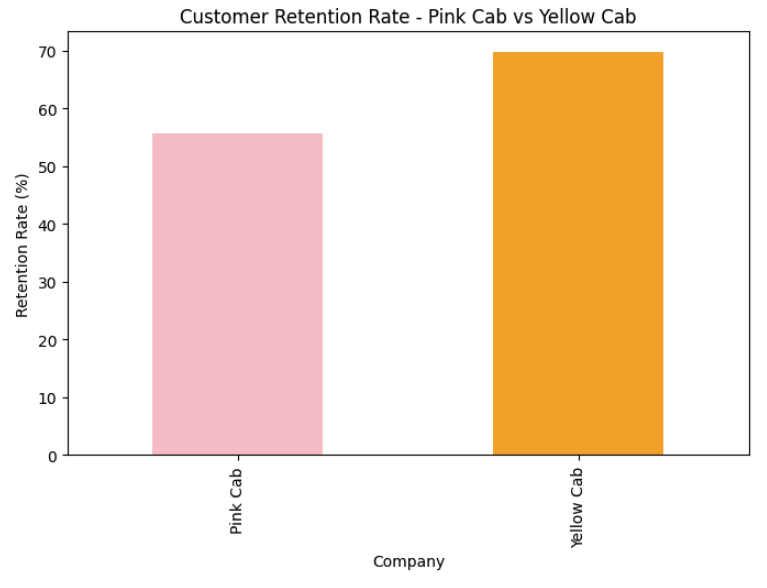 Customer Retention Rate - Pink Cab vs Yellow Cab
Retention Rate (%)
70
60
50
40
30
20
10
0
Pink Cab
Yellow Cab
Company